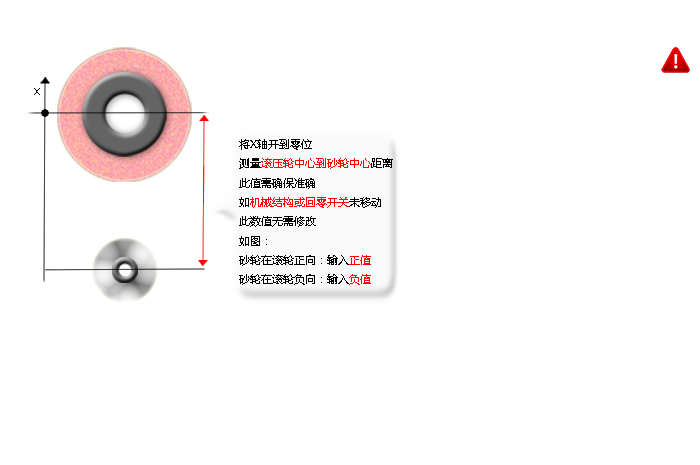 X
将X轴开到零位
测量滚压轮中心到砂轮中心距离
此值需确保准确
如机械结构或回零开关未移动
此数值无需修改
如图：
砂轮在滚轮正向：输入正值
砂轮在滚轮负向：输入负值